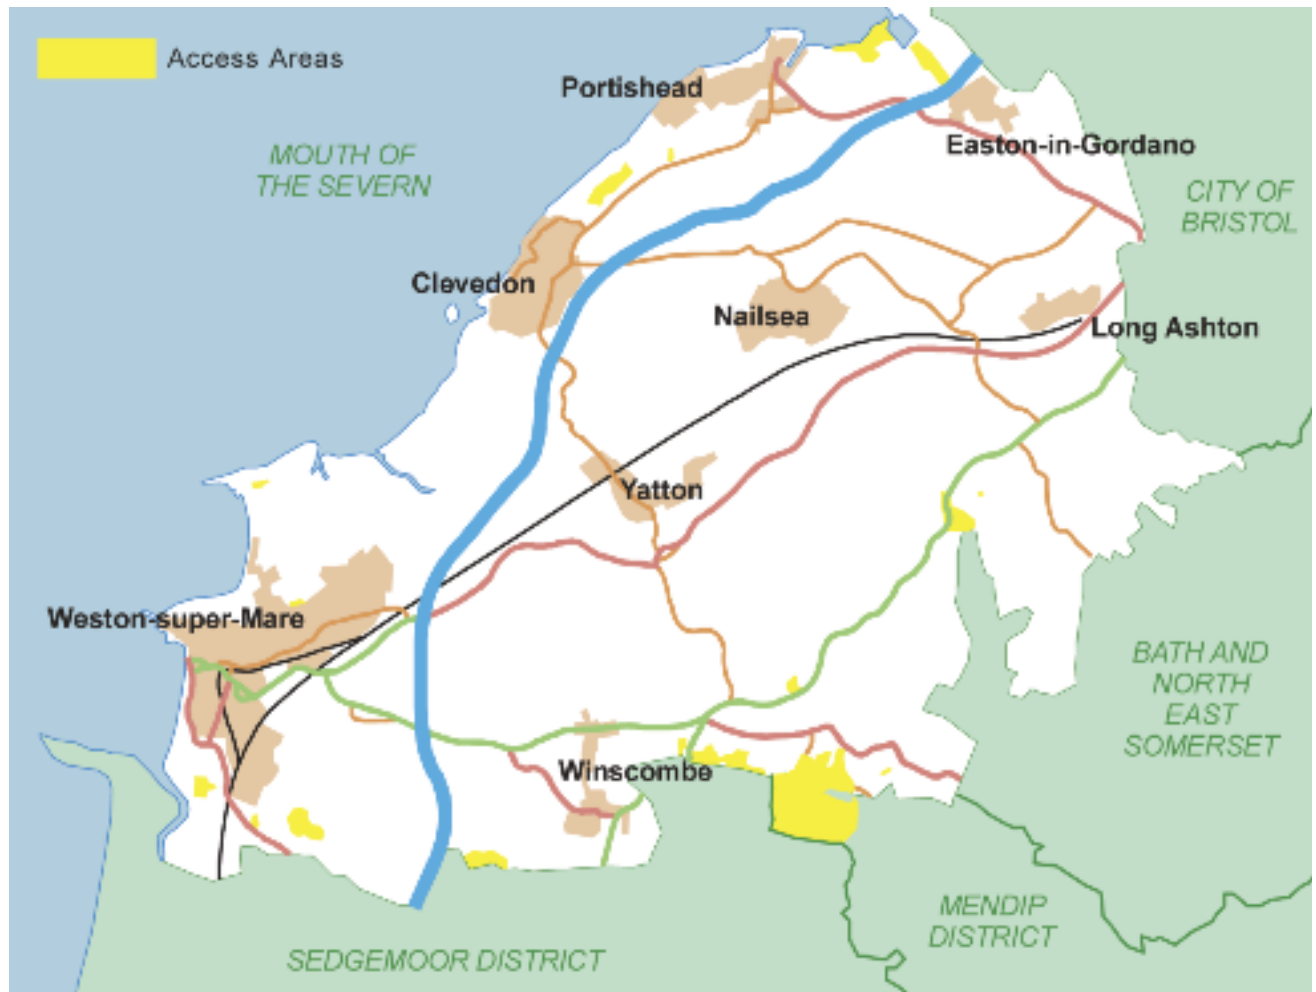 Access Areas
Portishead
MOUTH OF
THE SEVERN
Easton-in-Gordano
CITY OF
BRISTOL
Clevedon
Nailsea
Long Ashton
Yatton
Weston-super-Mare
BATH AND
NORTH
EAST
SOMERSET
Winscombe
MENDIP
DISTRICT
SEDGEMOOR DISTRICT